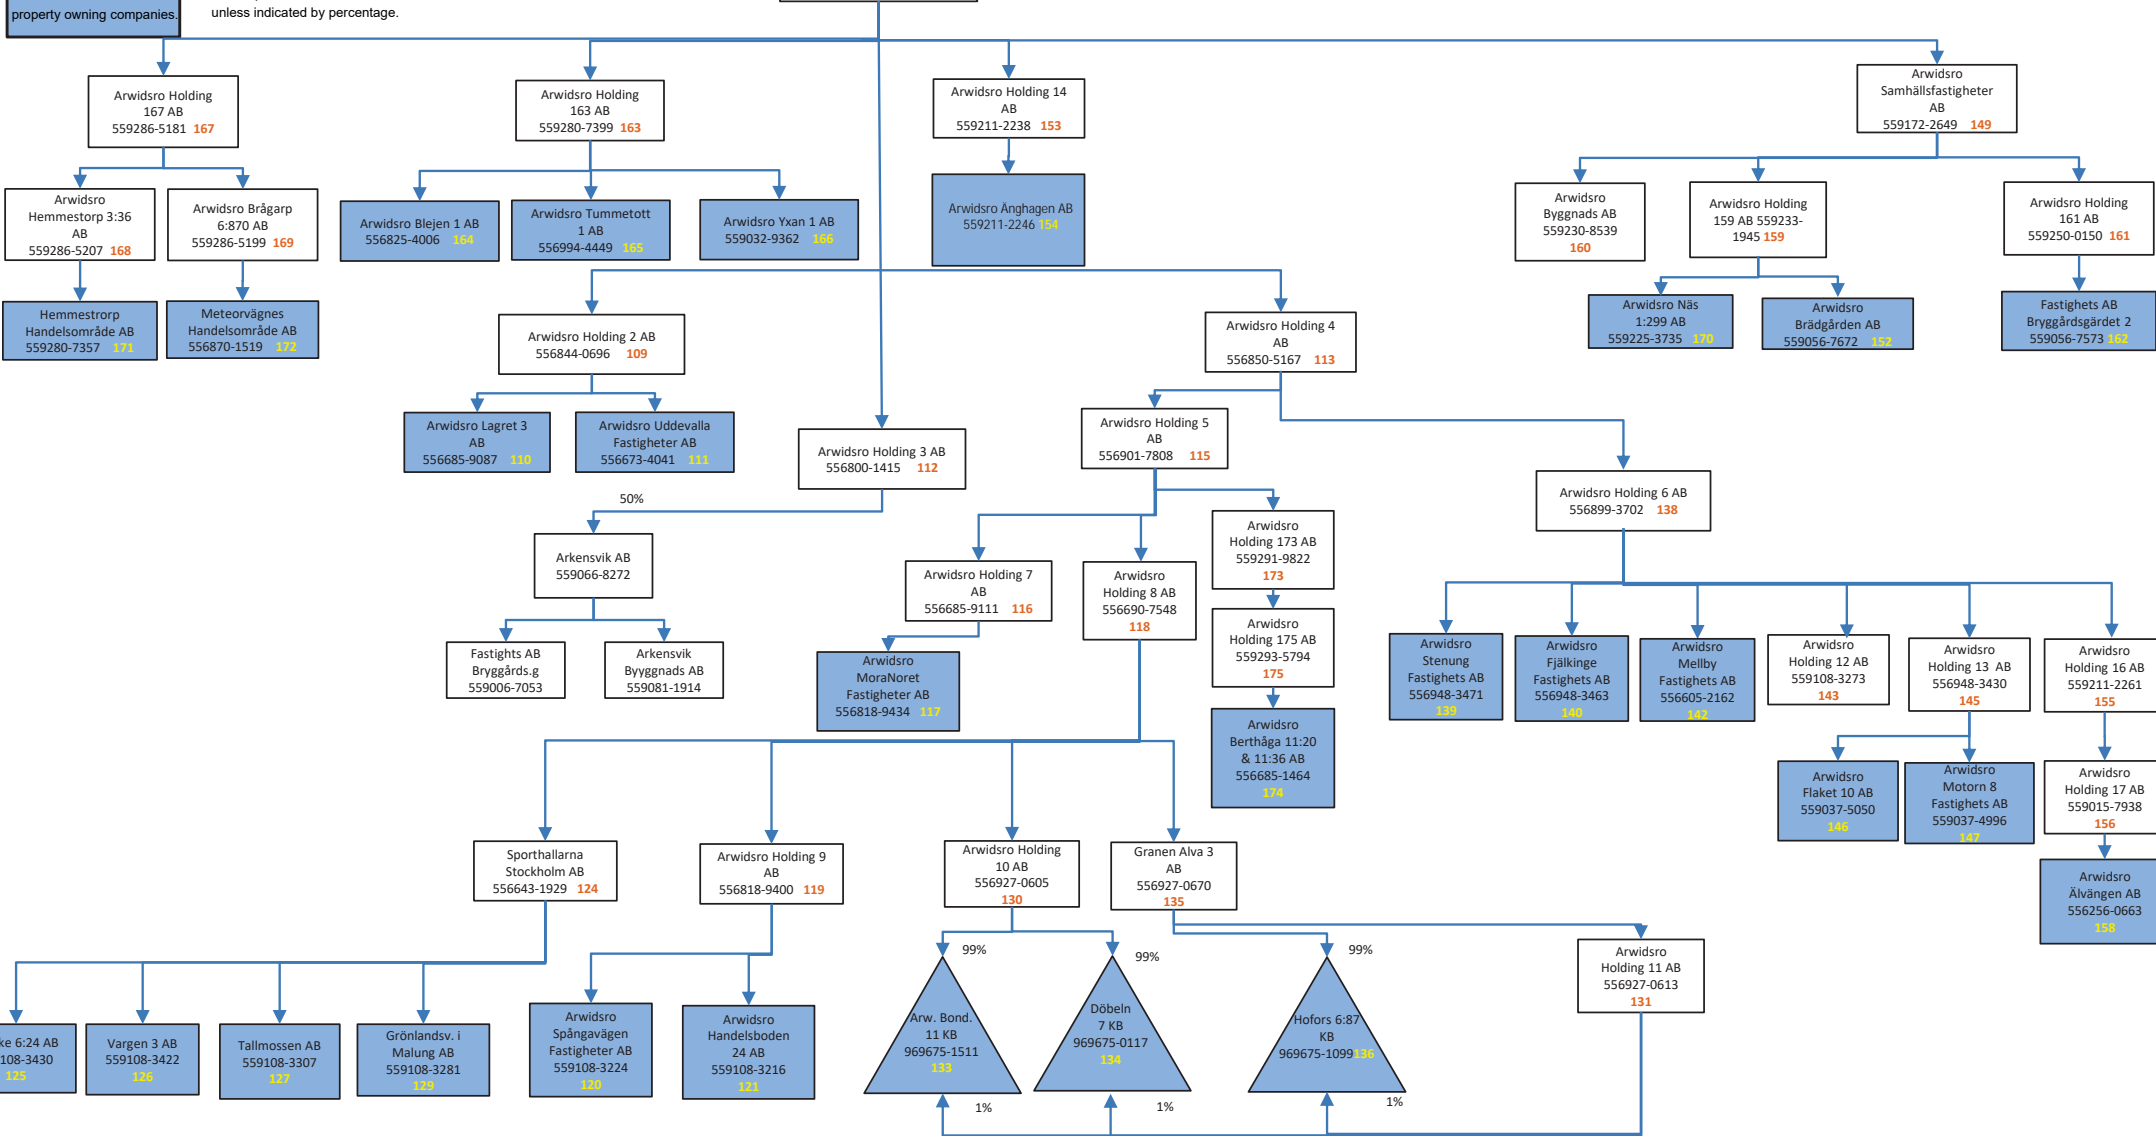 property owning companies.
unless indicated by percentage.
Arwidsro Holding
167 AB
559286-5181 167
Arwidsro Holding
163 AB
559280-7399 163
Arwidsro Holding 14
AB
559211-2238 153
Arwidsro
Samhällsfastigheter
AB
559172-2649 149
Arwidsro
Hemmestorp 3:36
AB
559286-5207 168
Arwidsro Brågarp
6:870 AB
559286-5199 169
Arwidsro Blejen 1 AB
556825-4006 164
Arwidsro Tummetott
1 AB
556994-4449 165
Arwidsro Yxan 1 AB
559032-9362 166
Arwidsro Änghagen AB
559211-2246 154
Arwidsro
Byggnads AB
559230-8539
160
Arwidsro Holding
159 AB 559233-
1945 159
Arwidsro Holding
161 AB
559250-0150 161
Hemmestrorp
Handelsområde AB
559280-7357 171
Meteorvägnes
Handelsområde AB
556870-1519 172
Arwidsro Näs
1:299 AB
559225-3735 170
Arwidsro
Brädgården AB
559056-7672 152
Fastighets AB
Bryggårdsgärdet 2
559056-7573 162
Arwidsro Holding 2 AB
556844-0696 109
Arwidsro Holding 4
AB
556850-5167 113
Arwidsro Lagret 3
AB
556685-9087 110
Arwidsro Uddevalla
Fastigheter AB
556673-4041 111
Arwidsro Holding 3 AB
556800-1415 112
Arwidsro Holding 5
AB
556901-7808 115
Arwidsro Holding 6 AB
556899-3702 138
50%
Arkensvik AB
559066-8272
Fastights AB
Bryggårds.g
559006-7053
Arkensvik
Byyggnads AB
559081-1914
Arwidsro Holding 7
AB
556685-9111 116
Arwidsro
Holding 8 AB
556690-7548
118
Arwidsro
Holding 173 AB
559291-9822
173
Arwidsro
Holding 175 AB
559293-5794
175
Arwidsro
MoraNoret
Fastigheter AB
556818-9434 117
Arwidsro
Berthåga 11:20
& 11:36 AB
556685-1464
174
Arwidsro
Stenung
Fastighets AB
556948-3471
139
Arwidsro
Fjälkinge
Fastighets AB
556948-3463
140
Arwidsro
Mellby
Fastighets AB
556605-2162
142
Arwidsro
Holding 12 AB
559108-3273
143
Arwidsro
Holding 13 AB
556948-3430
145
Arwidsro
Holding 16 AB
559211-2261
155
Arwidsro
Flaket 10 AB
559037-5050
146
Arwidsro
Motorn 8
Fastighets AB
559037-4996
147
Arwidsro
Holding 17 AB
559015-7938
156
Arwidsro
Älvängen AB
556256-0663
158
Sporthallarna
Stockholm AB
556643-1929 124
Arwidsro Holding 9
AB
556818-9400 119
Arwidsro Holding
10 AB
556927-0605
130
Granen Alva 3
AB
556927-0670
135
Arwidsro
Holding 11 AB
556927-0613
131
ke 6:24 AB
108-3430
125
Vargen 3 AB
559108-3422
126
Tallmossen AB
559108-3307
127
Grönlandsv. i
Malung AB
559108-3281
129
Arwidsro
Spångavägen
Fastigheter AB
559108-3224
120
Arwidsro
Handelsboden
24 AB
559108-3216
121
99%
Arw. Bond.
11 KB
969675-1511
133
1%
99%
Döbeln
7 KB
969675-0117
134
1%
99%
Hofors 6:87
KB
969675-1099136
1%